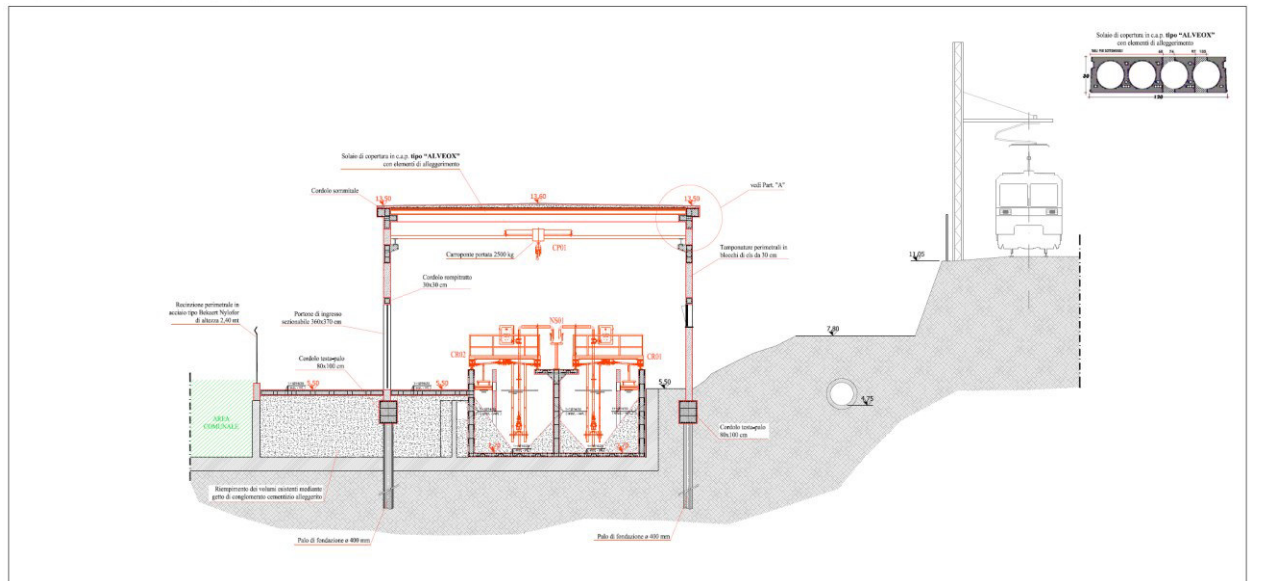 Solaio di copertura in c.a.p. tipo "ALVEOX"
con elementi di alleggerimento
120
Solaio di copertura in c.a.p. tipo "ALVEOX"
con elementi di alleggerimento
vedi Part. "A"
Cordolo sommitale
13,50
13,60
13,50
Carroponte portata 2500 kg
CP01
Tamponature perimetrali in
blocchi di cls da 30 cm
11,00
Cordolo rompitratto
30x30 cm
Recinzione perimetrale in
acciaio tipo Bekaert Nylofor
di altezza 2,40 mt
Portone di ingresso
sezionabile 360x370 cm
NS01
7,80
CR02
CR01
Cordolo testa-palo
80x100 cm
5,50
5,50
5,50
4,75
AREA
COMUNALE
Cordolo testa-palo
80x100 cm
Riempimento dei volumi esistenti mediante
getto di conglomerato cementizio alleggerito
Palo di fondazione ø 400 mm
Palo di fondazione ø 400 mm